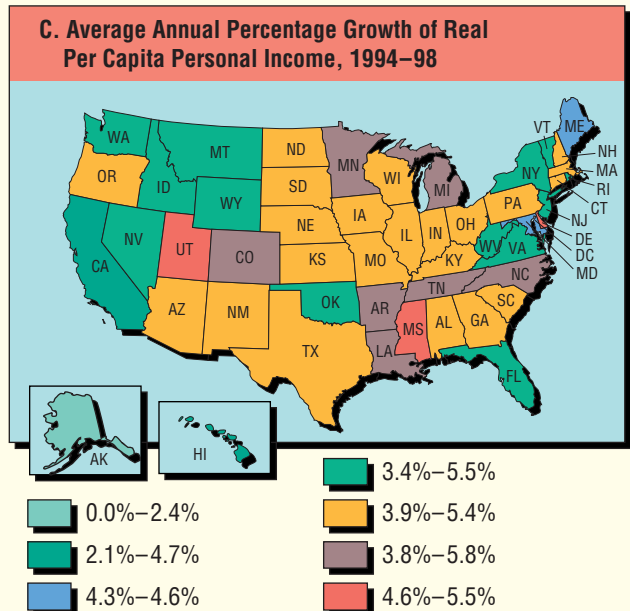 C. Average Annual Percentage Growth of Real
Per Capita Personal Income, 1994–98
WA
MT
ND
MN
VT
ME
OR
ID
SD
WI
MI
NY
NH
MA
RI
CT
WY
IA
PA
NJ
NV
NE
IL
IN
OH
DE
DC
MD
CA
UT
CO
KS
MO
KY
WV
VA
TN
NC
AZ
NM
OK
AR
SC
MS
AL
GA
TX
LA
FL
AK
HI
0.0%–2.4%
2.1%–4.7%
4.3%–4.6%
3.4%–5.5%
3.9%–5.4%
3.8%–5.8%
4.6%–5.5%